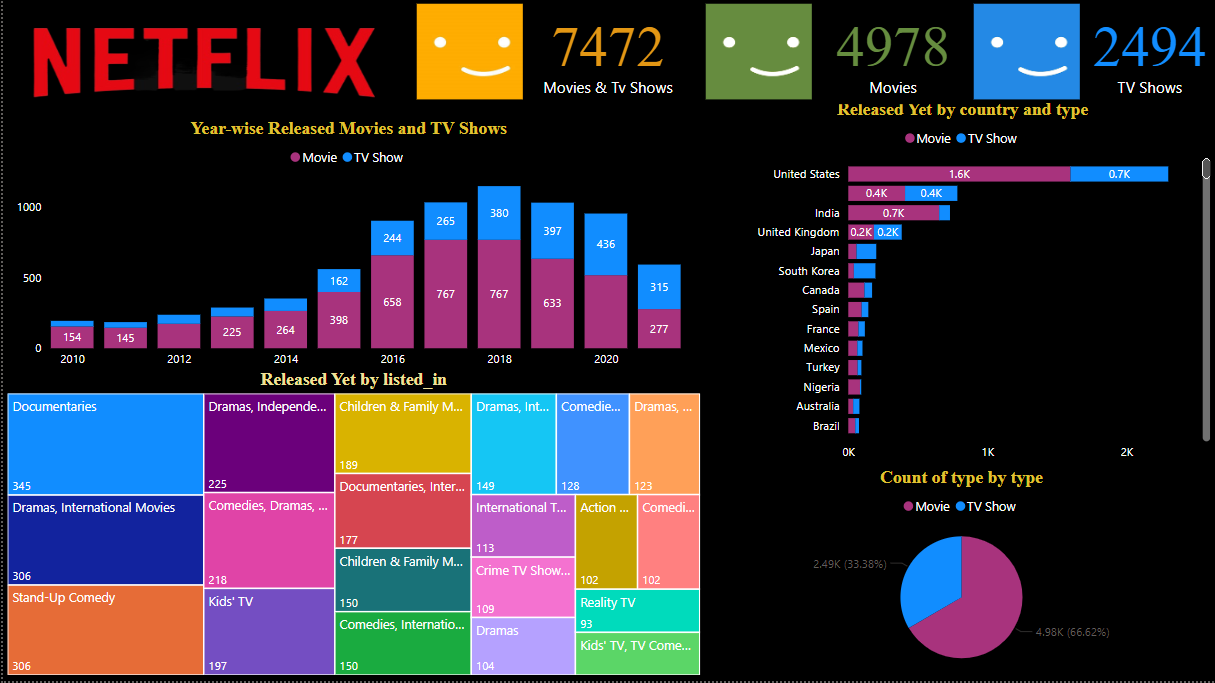 NETFLIX
7472
Movies & Tv Shows
4978
Movies
2494
TV Shows
Year-wise Released Movies and TV Shows
Movie TV Show
1000
500
0
154
145
225
264
398
162
658
244
767
265
767
380
633
397
436
277
315
2010 2012 2014 2016 2018 2020
Released Yet by country and type
Movie TV Show
United States 1.6K 0.7K
0.4K 0.4K
India 0.7K
United Kingdom 0.2K 0.2K
Japan
South Korea
Canada
Spain
France
Mexico
Turkey
Nigeria
Australia
Brazil
0K 1K 2K
Released Yet by listed_in
Documentaries
345
Dramas, International Movies
306
Stand-Up Comedy
306
Dramas, Independe...
225
Comedies, Dramas, ...
218
Kids' TV
197
Children & Family M...
189
Documentaries, Inter...
177
Children & Family M...
150
Comedies, Internatio...
150
Dramas, Int...
149
Comedie...
128
Dramas, ...
123
International T...
113
Crime TV Show...
109
Dramas
104
Action ...
102
Comedi...
102
Reality TV
93
Kids' TV, TV Come...
Count of type by type
Movie TV Show
2.49K (33.38%)
4.98K (66.62%)